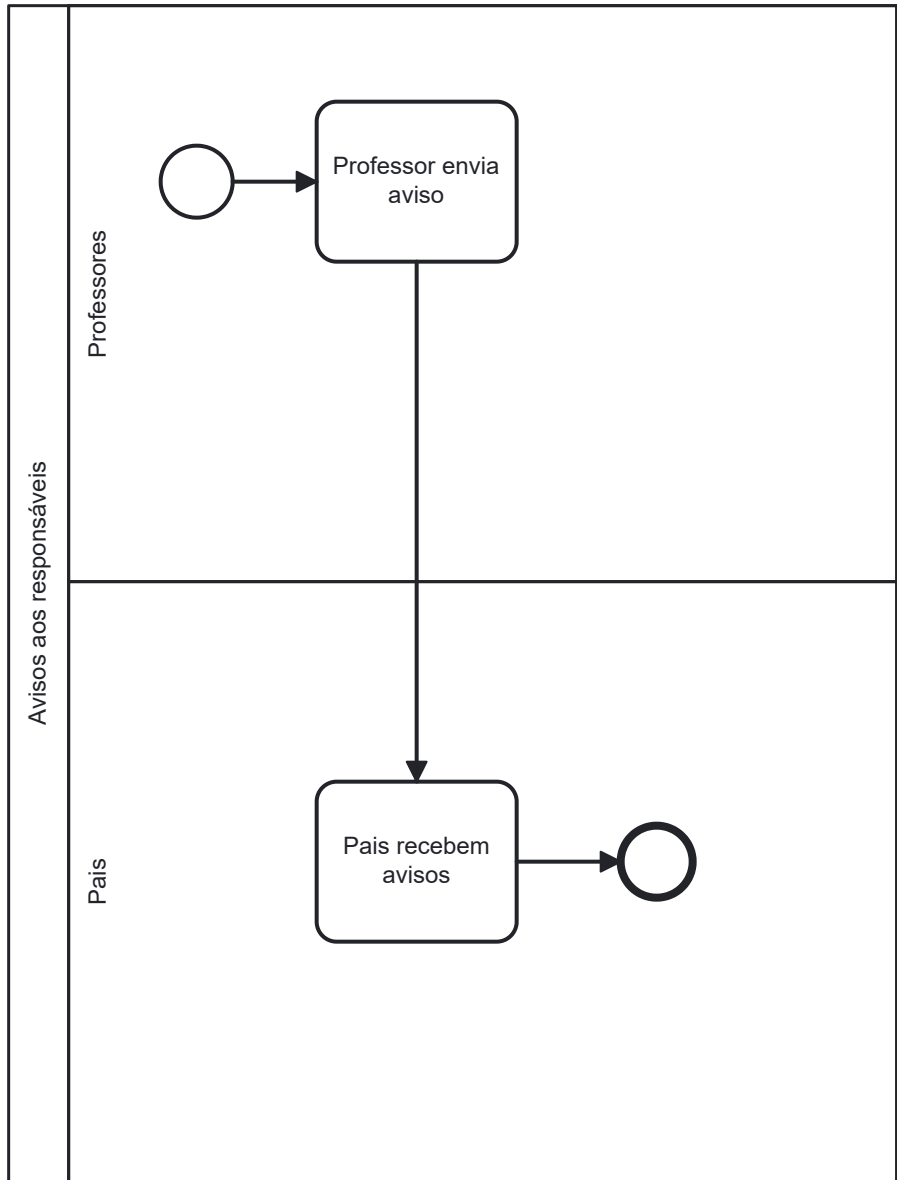 Avisos aos responsáveis
Professores
Professor envia
aviso
Pais
Pais recebem
avisos